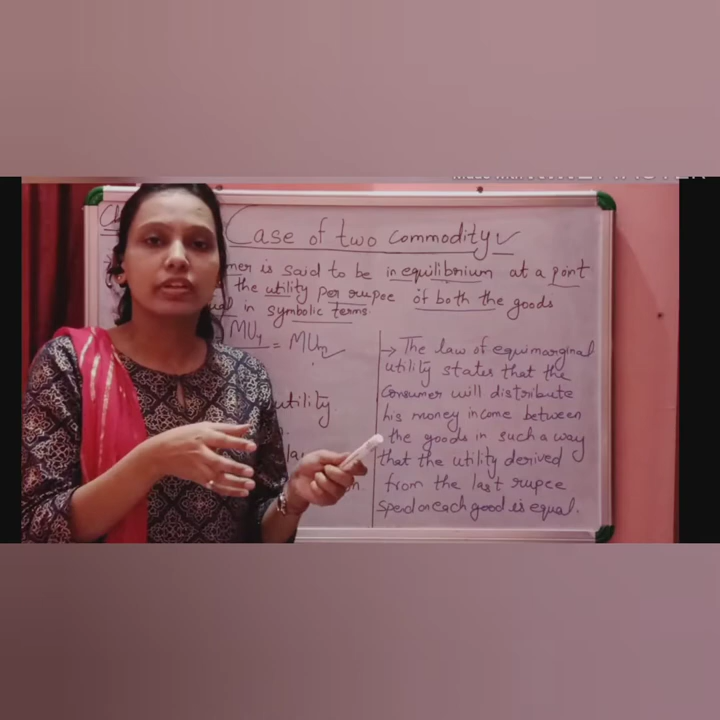 Case of two commodity
is said to be in equilibrium at a point
the utility per rupee of both the goods
in symbolic terms.
MU₁ = MU₂
utility
→ The law of equimarginal
utility states that the
consumer will distribute
his money income between
the goods in such a way
that the utility derived
from the last rupee
spend on each good is equal.